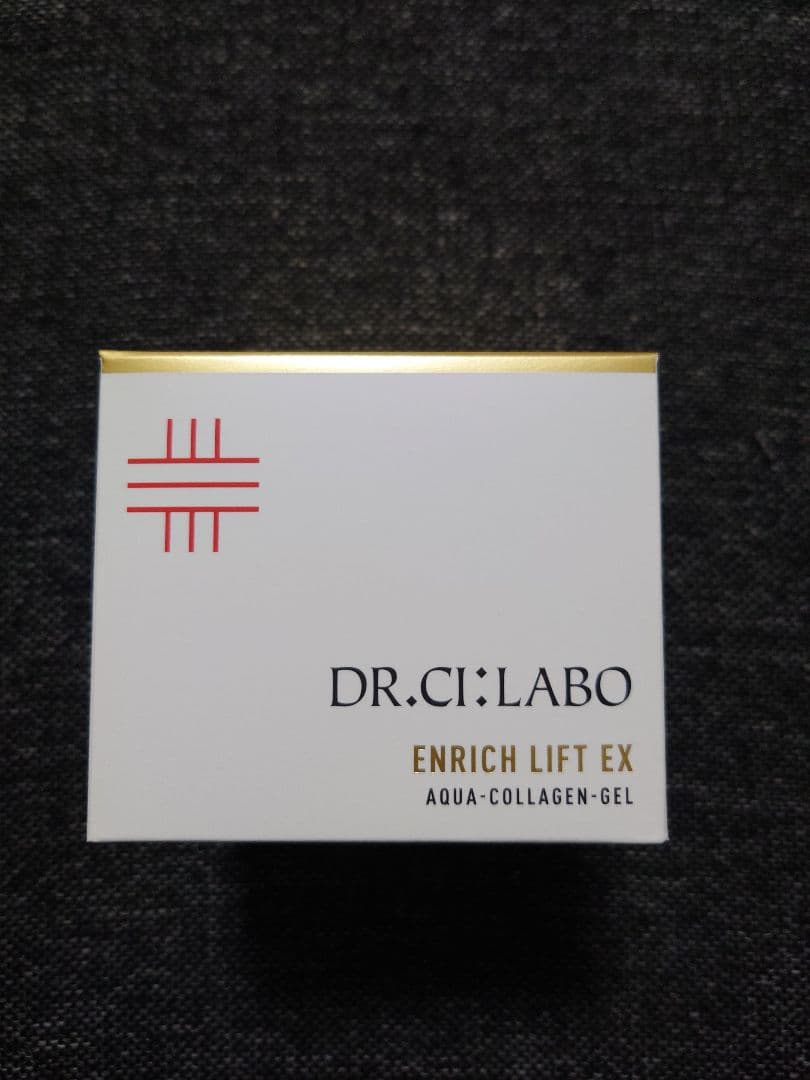 DR.CI:LABO
ENRICH LIFT EX
AQUA-COLLAGEN-GEL